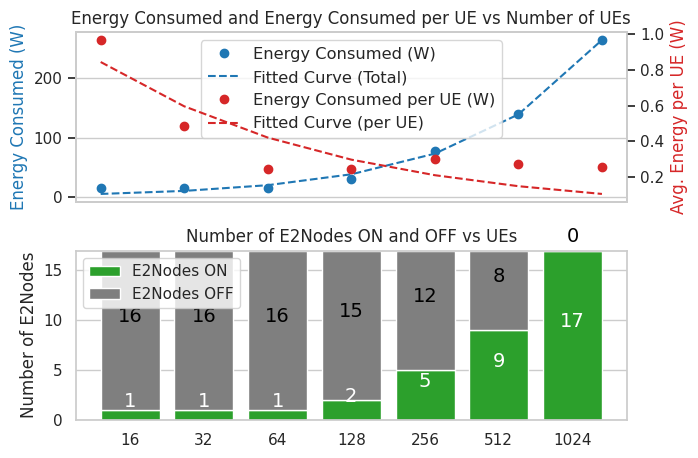 Energy Consumed and Energy Consumed per UE vs Number of UEs
Energy Consumed (W)
200
100
0
Energy Consumed (W)
Fitted Curve (Total)
Energy Consumed per UE (W)
Fitted Curve (per UE)
1.0
0.8
0.6
0.4
0.2
Avg. Energy per UE (W)
Number of E2Nodes ON and OFF vs UEs
0
Number of E2Nodes
15
10
5
0
E2Nodes ON
E2Nodes OFF
16 16 16 15 12 8
1 1 1 2 5 9 17
16 32 64 128 256 512 1024